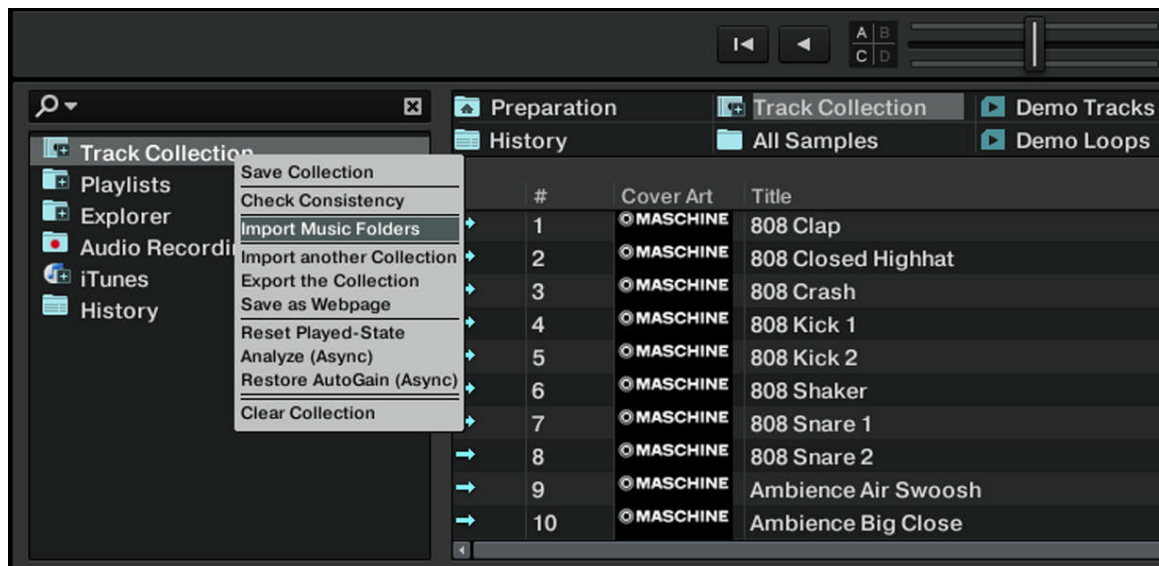 A B
C D
Preparation Track Collection Demo Tracks
History All Samples Demo Loops
Track Collection
Playlists
Explorer
Audio Recordi
iTunes
History
Save Collection
Check Consistency
Import Music Folders
Import another Collection
Export the Collection
Save as Webpage
Reset Played-State
Analyze (Async)
Restore AutoGain (Async)
Clear Collection
# Cover Art Title
1 MASCHINE 808 Clap
2 MASCHINE 808 Closed Highhat
3 MASCHINE 808 Crash
4 MASCHINE 808 Kick 1
5 MASCHINE 808 Kick 2
6 MASCHINE 808 Shaker
7 MASCHINE 808 Snare 1
8 MASCHINE 808 Snare 2
9 MASCHINE Ambience Air Swoosh
10 MASCHINE Ambience Big Close